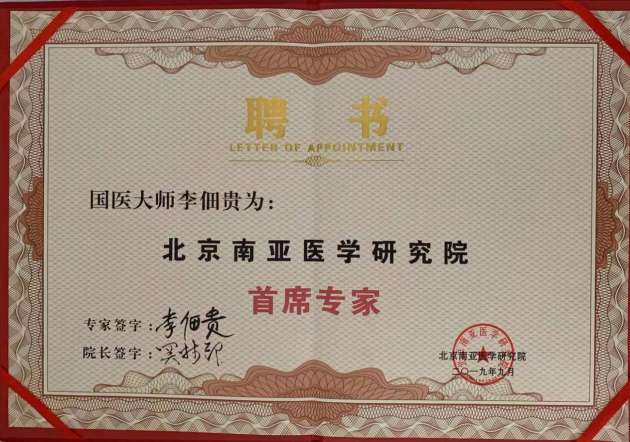 聘 书
LETTER OF APPOINTMENT
国医大师李佃贵为：
北京南亚医学研究院
首席专家
专家签字：李佃贵
院长签字：
北京南亚医学研究院
二〇一九年九月